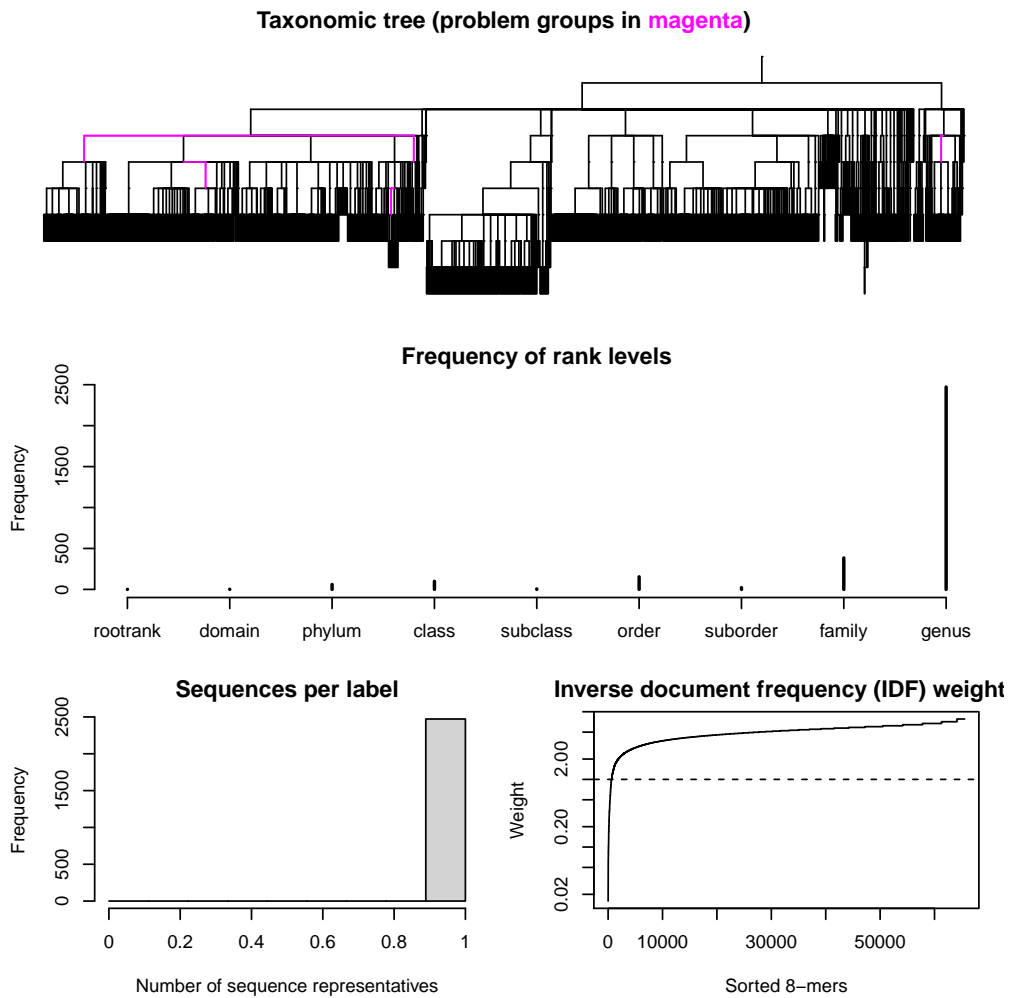 Taxonomic tree (problem groups in magenta)
Frequency of rank levels
Frequency
2500
1500
500
0
rootrank domain phylum class subclass order suborder family genus
Sequences per label
Frequency
2500
1500
500
0
0 0.2 0.4 0.6 0.8 1
Number of sequence representatives
Inverse document frequency (IDF) weight
Weight
2.00
0.20
0.02
0 10000 30000 50000
Sorted 8−mers